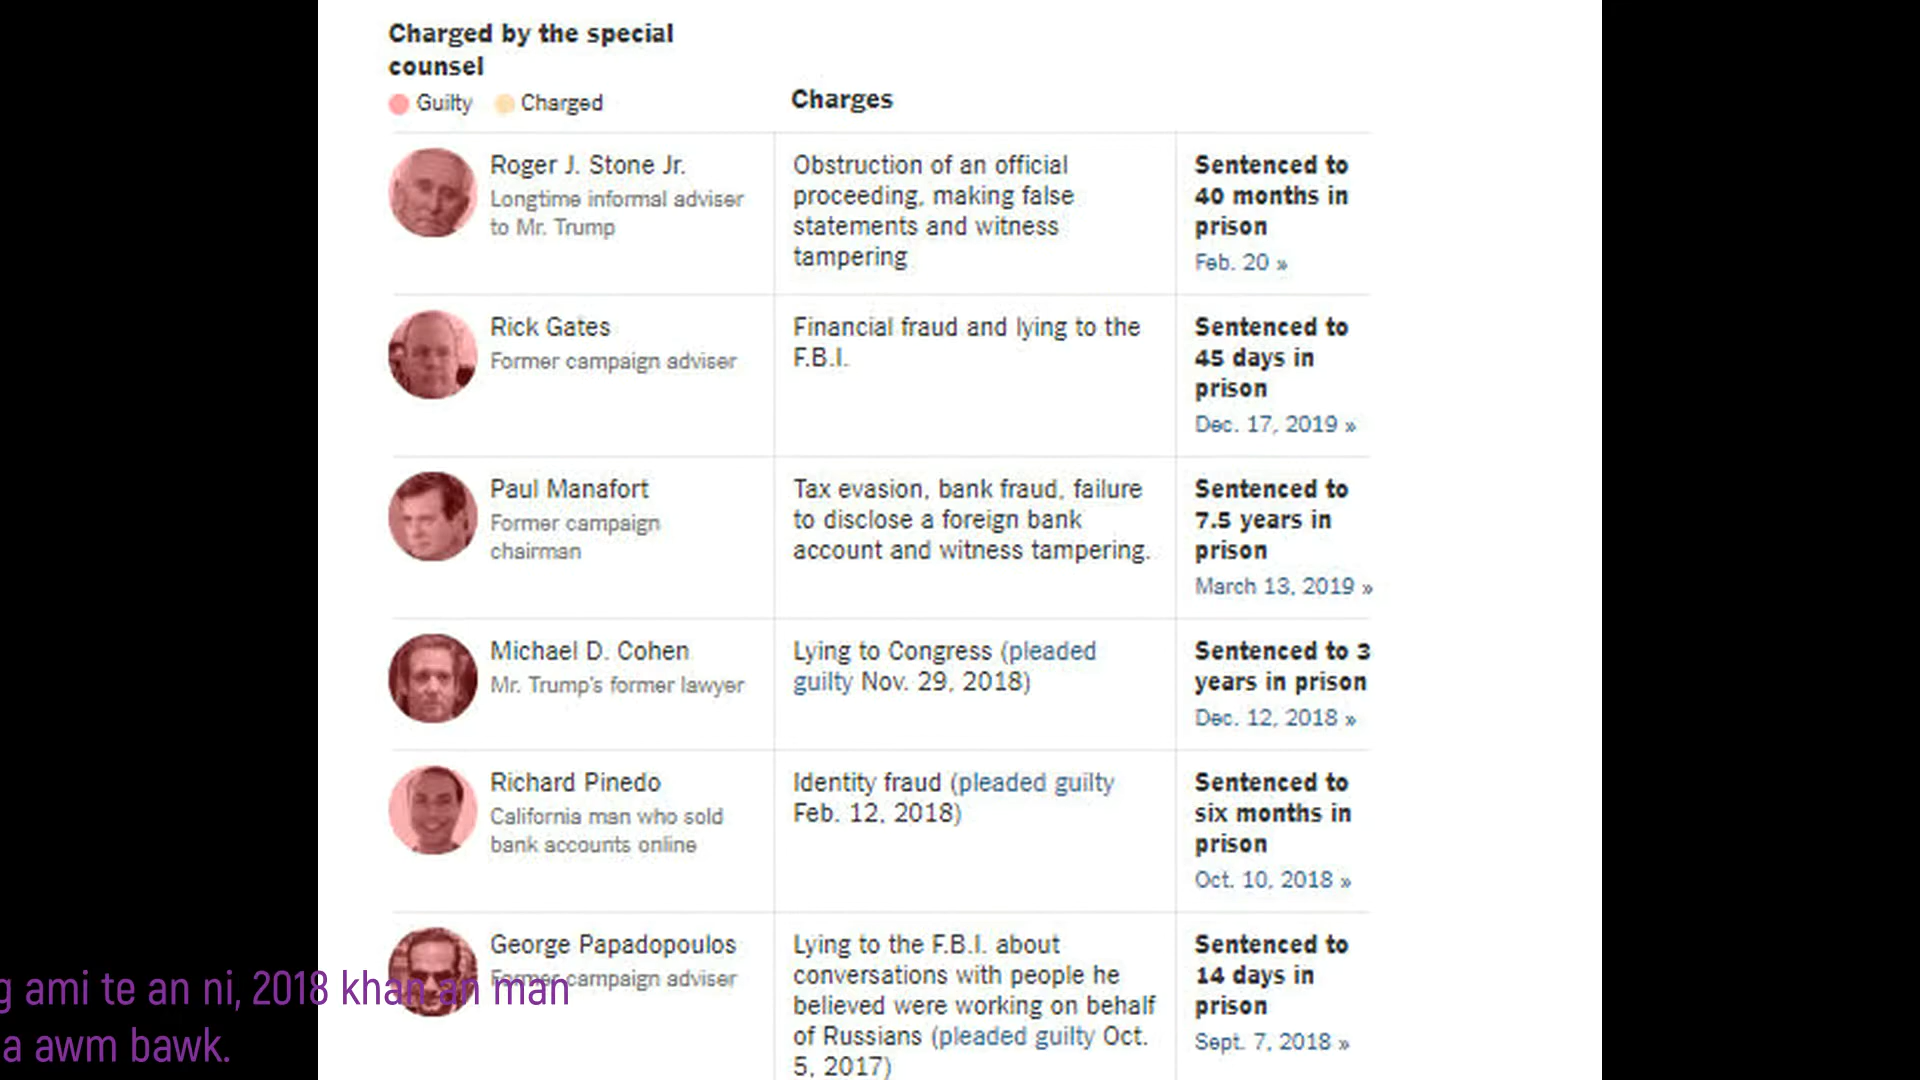 Charged by the special
counsel
Guilty Charged
Charges
Roger J. Stone Jr.
Longtime informal adviser
to Mr. Trump
Obstruction of an official
proceeding, making false
statements and witness
tampering
Sentenced to
40 months in
prison
Feb. 20 »
Rick Gates
Former campaign adviser
Financial fraud and lying to the
F.B.I.
Sentenced to
45 days in
prison
Dec. 17, 2019 »
Paul Manafort
Former campaign
chairman
Tax evasion, bank fraud, failure
to disclose a foreign bank
account and witness tampering.
Sentenced to
7.5 years in
prison
March 13, 2019 »
Michael D. Cohen
Mr. Trump's former lawyer
Lying to Congress (pleaded
guilty Nov. 29, 2018)
Sentenced to 3
years in prison
Dec. 12, 2018 »
Richard Pinedo
California man who sold
bank accounts online
Identity fraud (pleaded guilty
Feb. 12, 2018)
Sentenced to
six months in
prison
Oct. 10, 2018 »
George Papadopoulos
Former campaign adviser
Lying to the F.B.I. about
conversations with people he
believed were working on behalf
of Russians (pleaded guilty Oct.
5, 2017)
Sentenced to
14 days in
prison
Sept. 7, 2018 »
ami te an ni, 2018 khan an man
a awm bawk.